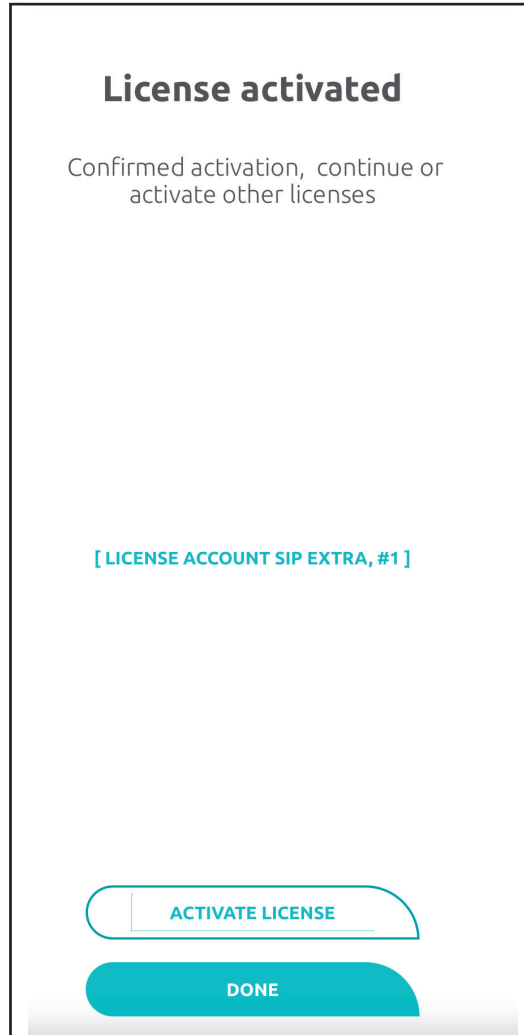 License activated
Confirmed activation, continue or
activate other licenses
[ LICENSE ACCOUNT SIP EXTRA, #1 ]
ACTIVATE LICENSE
DONE